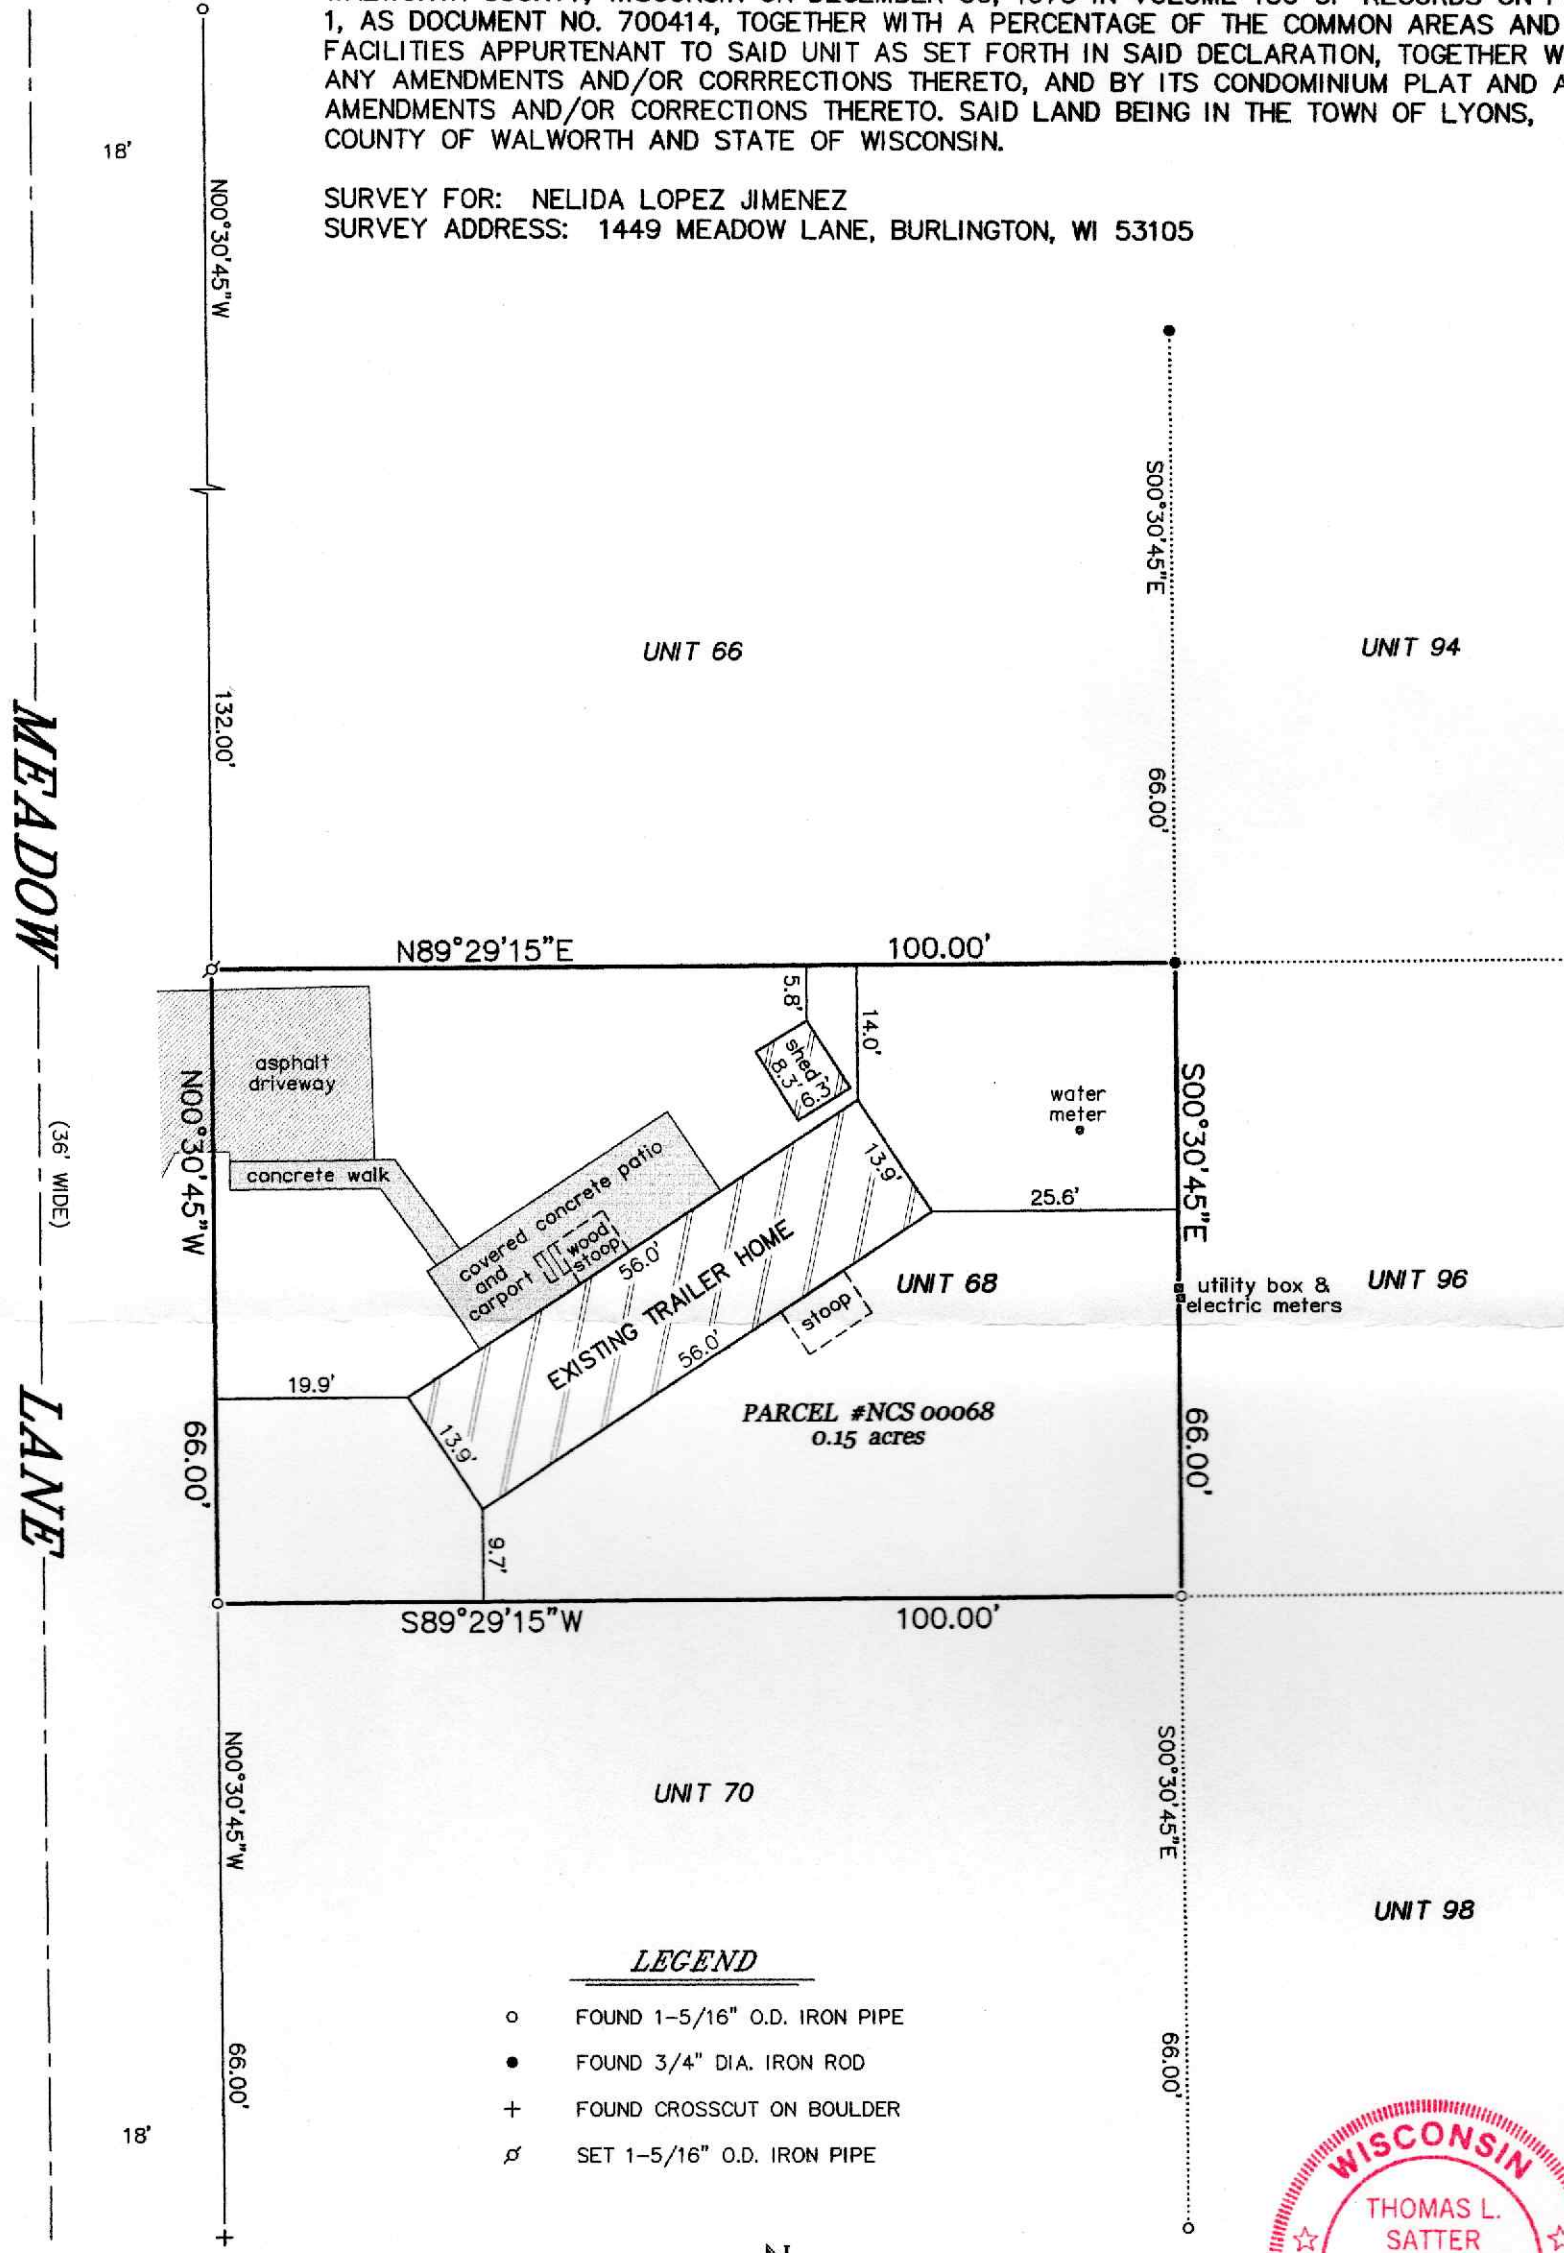 1, AS DOCUMENT NO. 700414, TOGETHER WITH A PERCENTAGE OF THE COMMON AREAS AND
FACILITIES APPURTENANT TO SAID UNIT AS SET FORTH IN SAID DECLARATION, TOGETHER W
ANY AMENDMENTS AND/OR CORRRECTIONS THERETO, AND BY ITS CONDOMINIUM PLAT AND A
AMENDMENTS AND/OR CORRECTIONS THERETO. SAID LAND BEING IN THE TOWN OF LYONS,
COUNTY OF WALWORTH AND STATE OF WISCONSIN.
SURVEY FOR: NELIDA LOPEZ JIMENEZ
SURVEY ADDRESS: 1449 MEADOW LANE, BURLINGTON, WI 53105
18'
N00°30'45"W
132.00'
S00°30'45"E
66.00'
UNIT 66
UNIT 94
MEADOW LANE
(36' WIDE)
N89°29'15"E
100.00'
5.8'
14.0'
shed
8.3'
6.3'
asphalt
driveway
N00°30'45"W
66.00'
concrete walk
covered concrete patio
and
carport
wood
stoop
56.0'
13.9'
EXISTING TRAILER HOME
56.0'
13.9'
stoop
water
meter
25.6'
S00°30'45"E
66.00'
UNIT 68
utility box &
electric meters
UNIT 96
19.9'
PARCEL #NCS 00068
0.15 acres
9.7'
S89°29'15"W
100.00'
N00°30'45"W
66.00'
UNIT 70
S00°30'45"E
66.00'
UNIT 98
18'
LEGEND
FOUND 1-5/16" O.D. IRON PIPE
FOUND 3/4" DIA. IRON ROD
FOUND CROSSCUT ON BOULDER
SET 1-5/16" O.D. IRON PIPE
WISCONSIN
THOMAS L.
SATTER
N